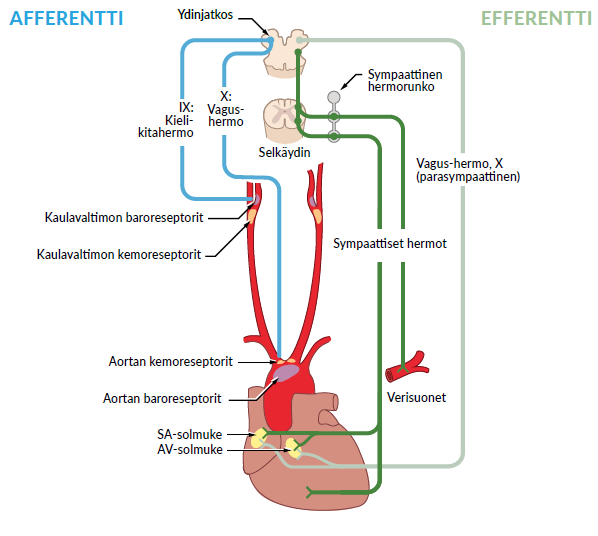 AFFERENTTI
EFFERENTTI
Ydinjatkos
Sympaattinen
hermorunko
IX:
Kieli-
kitahermo
X:
Vagus-
hermo
Selkäydin
Vagus-hermo, X
(parasympaattinen)
Kaulavaltimon baroreseptorit
Kaulavaltimon kemoreseptorit
Sympaattiset hermot
Aortan kemoreseptorit
Aortan baroreseptorit
Verisuonet
SA-solmuke
AV-solmuke